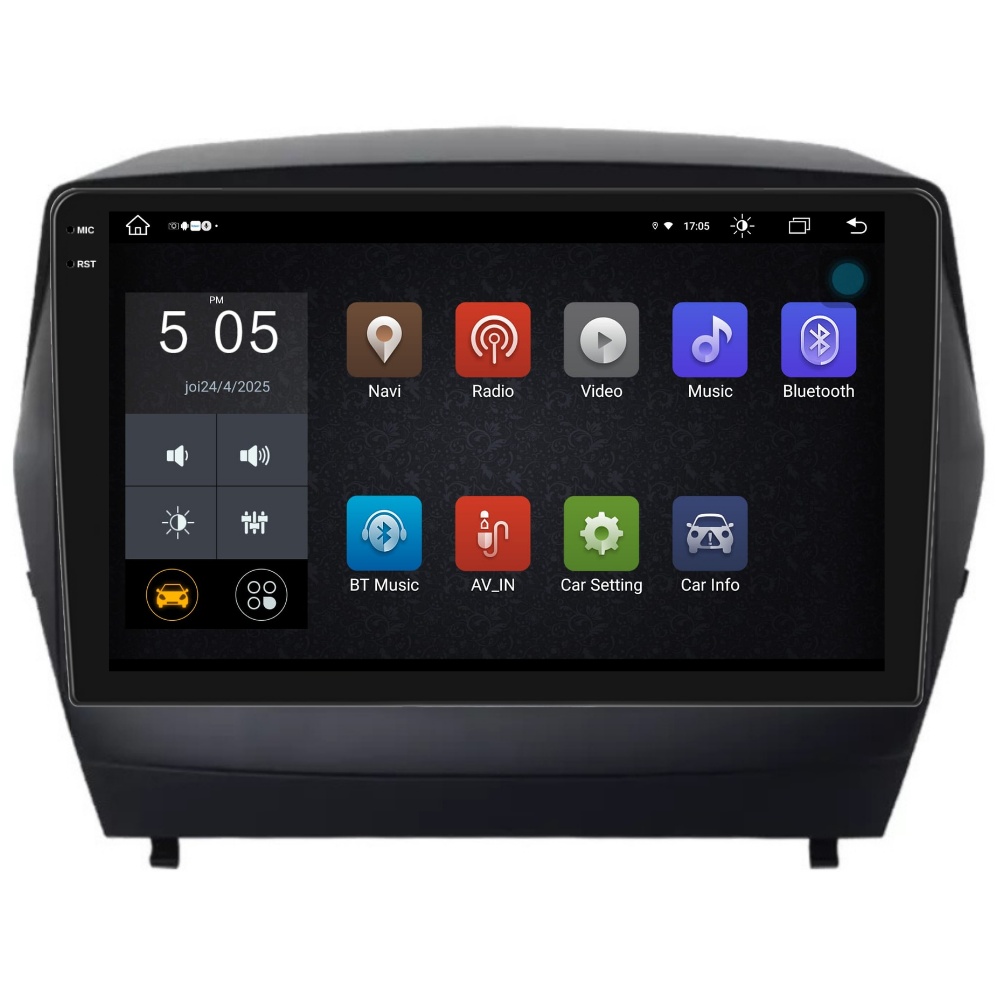 MIC
RST
17:05
PM
5 05
joi24/4/2025
Navi
Radio
Video
Music
Bluetooth
BT Music
AV_IN
Car Setting
Car Info